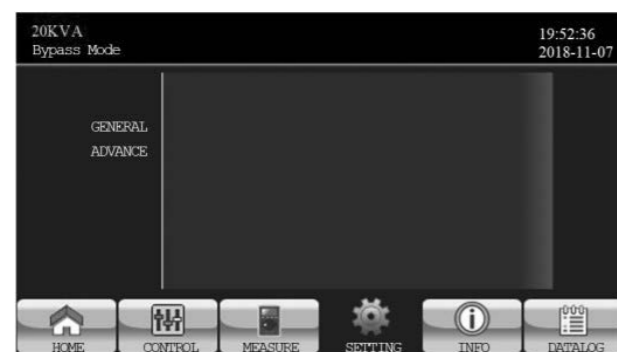 20KVA
Bypass Mode
19:52:36
2018-11-07
GENERAL
ADVANCE
HOME
CONTROL
MEASURE
SETTING
INFO
DATALOG